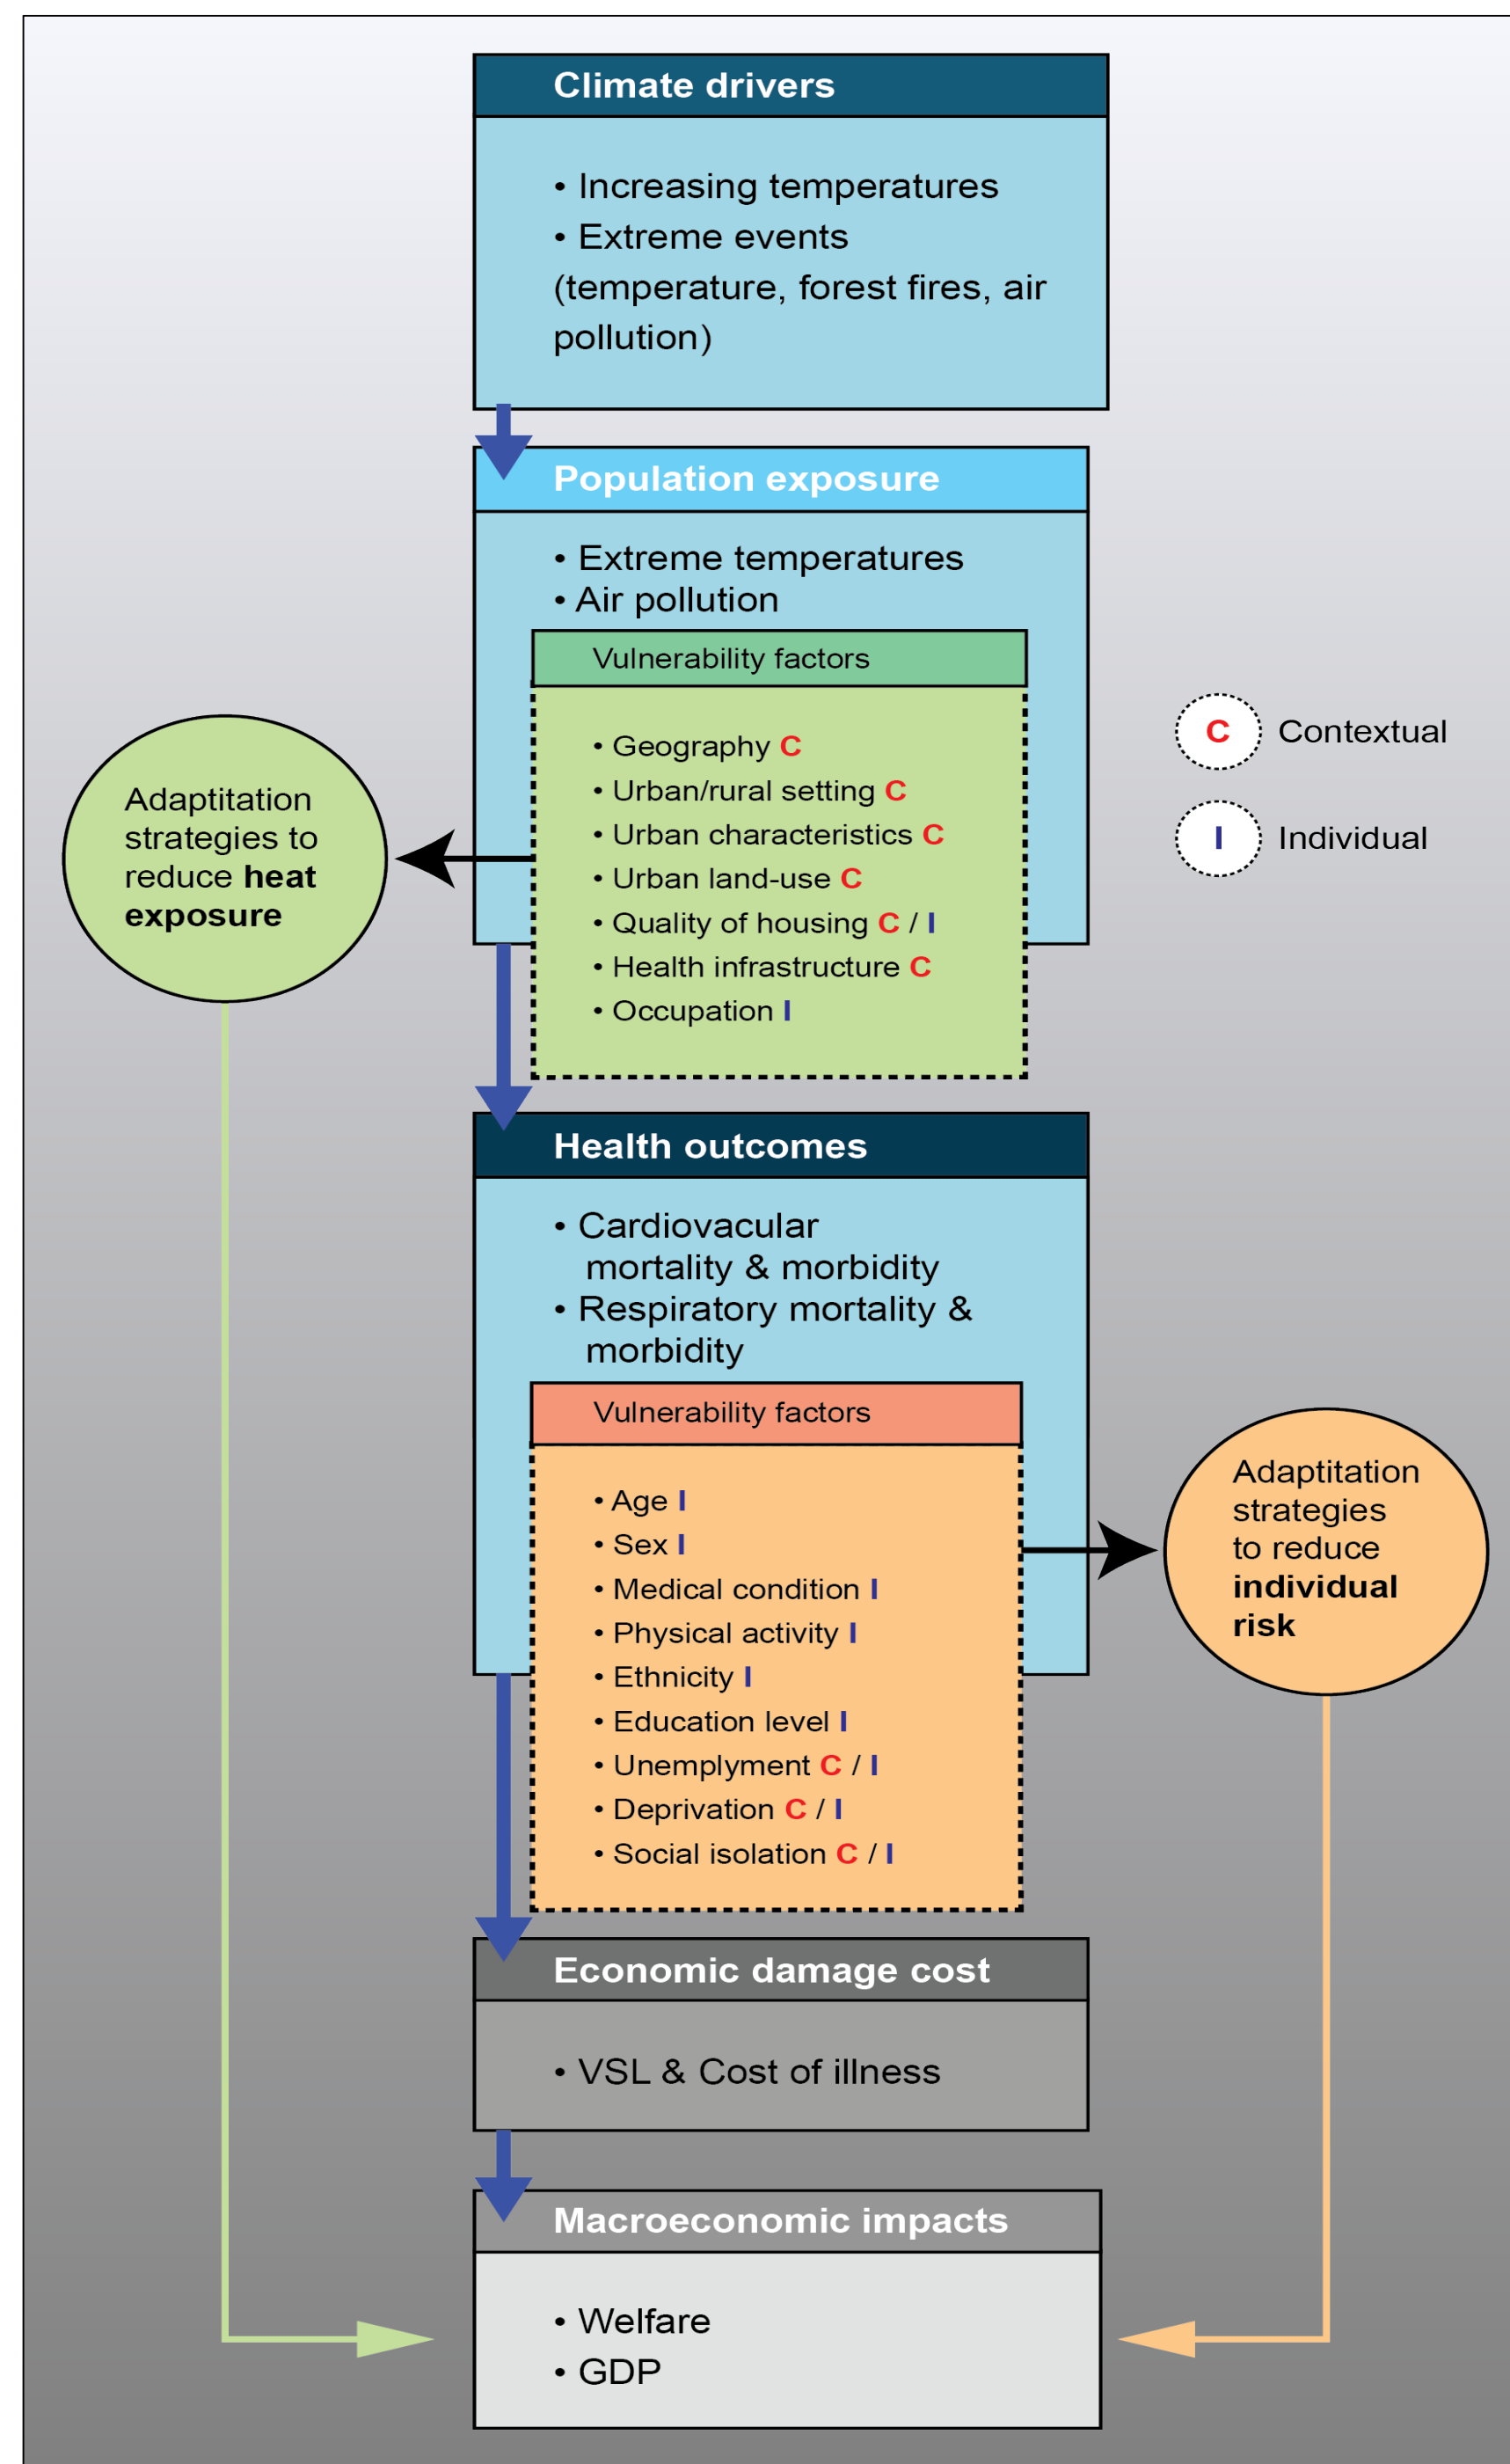 Climate drivers
• Increasing temperatures
• Extreme events
(temperature, forest fires, air
pollution)
Population exposure
• Extreme temperatures
• Air pollution
Vulnerability factors
• Geography C
• Urban/rural setting C
• Urban characteristics C
• Urban land-use C
• Quality of housing C / I
• Health infrastructure C
• Occupation I
Adaptitation
strategies to
reduce heat
exposure
C Contextual
I Individual
Health outcomes
• Cardiovacular
mortality & morbidity
• Respiratory mortality &
morbidity
Vulnerability factors
• Age I
• Sex I
• Medical condition I
• Physical activity I
• Ethnicity I
• Education level I
• Unemplyment C / I
• Deprivation C / I
• Social isolation C / I
Adaptitation
strategies
to reduce
individual
risk
Economic damage cost
• VSL & Cost of illness
Macroeconomic impacts
• Welfare
• GDP